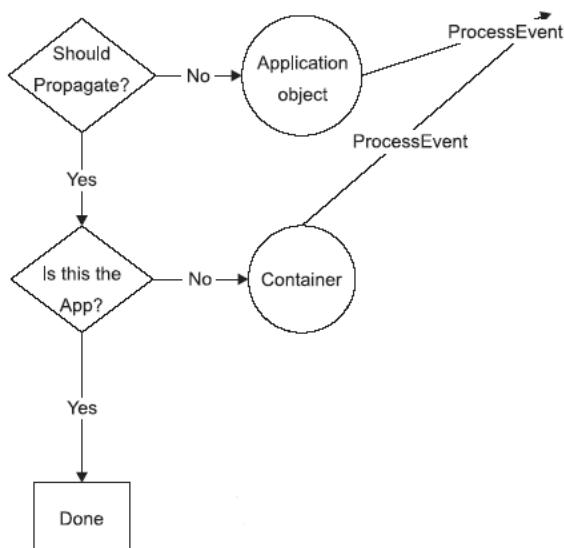 ProcessEvent
Should
Propagate?
No
Application
object
ProcessEvent
Yes
Is this the
App?
No
Container
Yes
Done